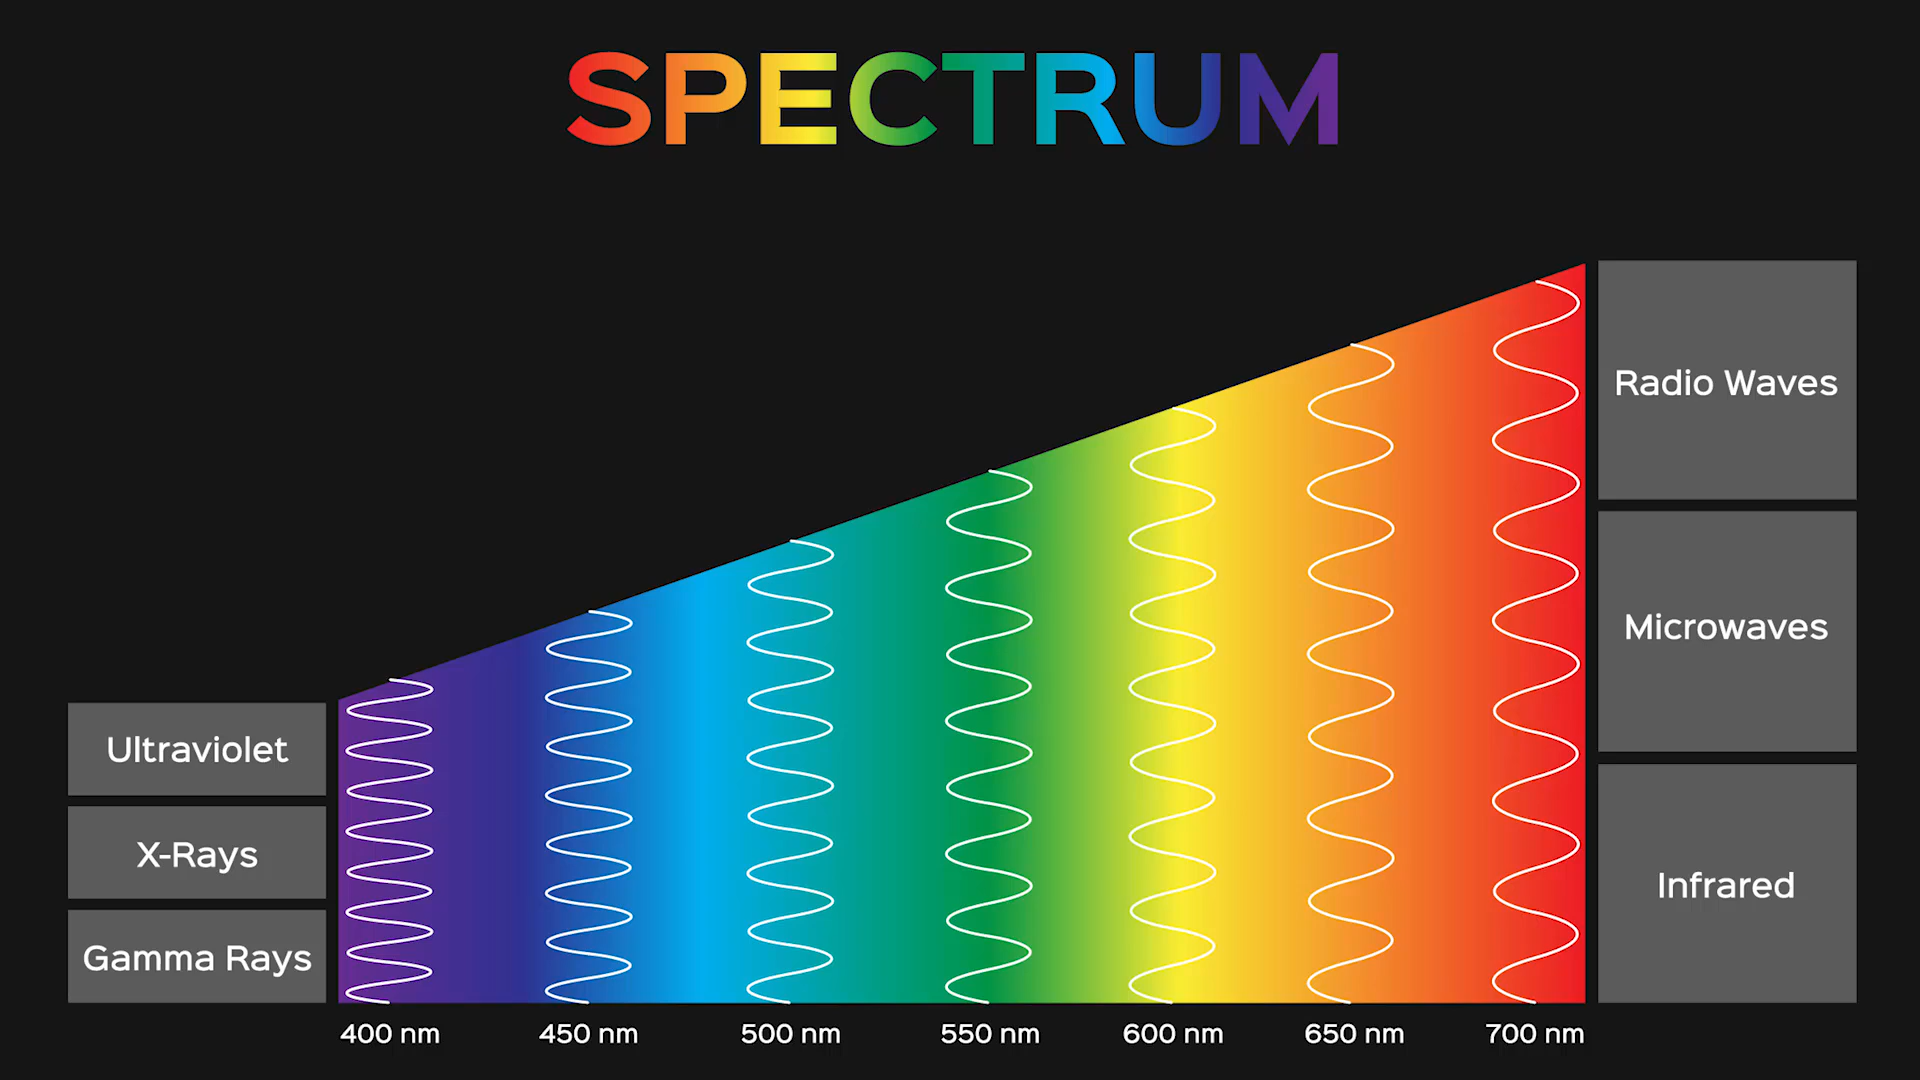 SPECTRUM
Radio Waves
Microwaves
Infrared
Ultraviolet
X-Rays
Gamma Rays
400 nm 450 nm 500 nm 550 nm 600 nm 650 nm 700 nm